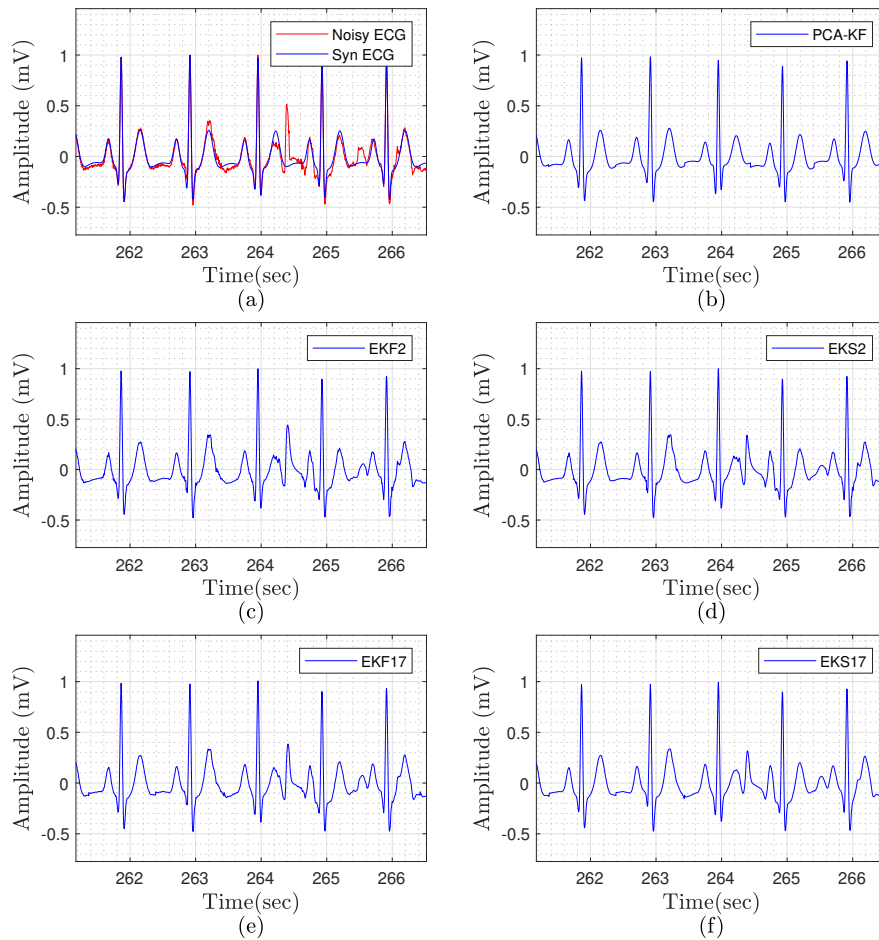 Noisy ECG
Syn ECG
1
0.5
0
-0.5
Amplitude (mV)
262 263 264 265 266
Time(sec)
(a)
PCA-KF
1
0.5
0
-0.5
Amplitude (mV)
262 263 264 265 266
Time(sec)
(b)
EKF2
1
0.5
0
-0.5
Amplitude (mV)
262 263 264 265 266
Time(sec)
(c)
EKS2
1
0.5
0
-0.5
Amplitude (mV)
262 263 264 265 266
Time(sec)
(d)
EKF17
1
0.5
0
-0.5
Amplitude (mV)
262 263 264 265 266
Time(sec)
(e)
EKS17
1
0.5
0
-0.5
Amplitude (mV)
262 263 264 265 266
Time(sec)
(f)